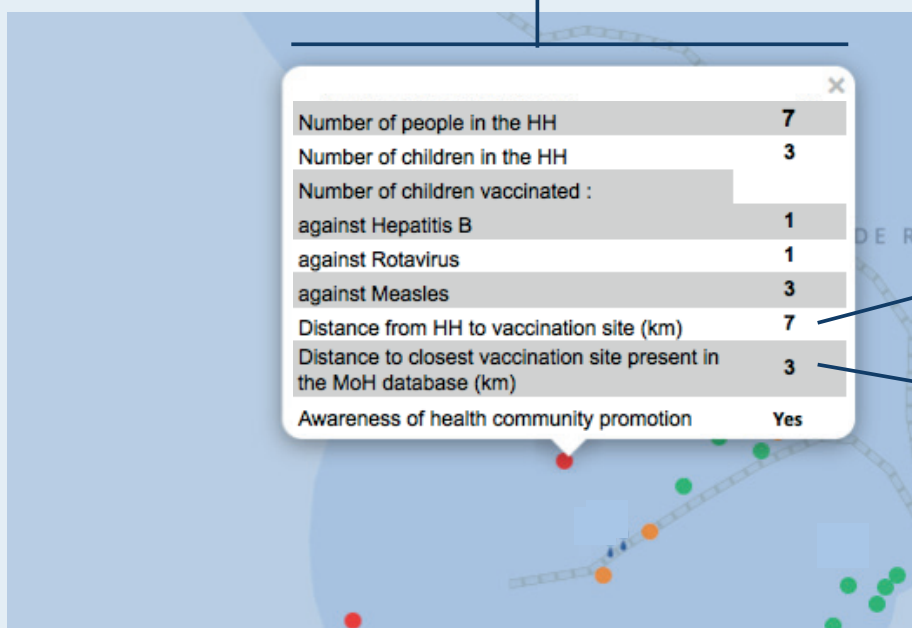 ×
Number of people in the HH 7
Number of children in the HH 3
Number of children vaccinated :
against Hepatitis B 1
against Rotavirus 1
against Measles 3
Distance from HH to vaccination site (km) 7
Distance to closest vaccination site present in
the MoH database (km) 3
Awareness of health community promotion Yes
DE R